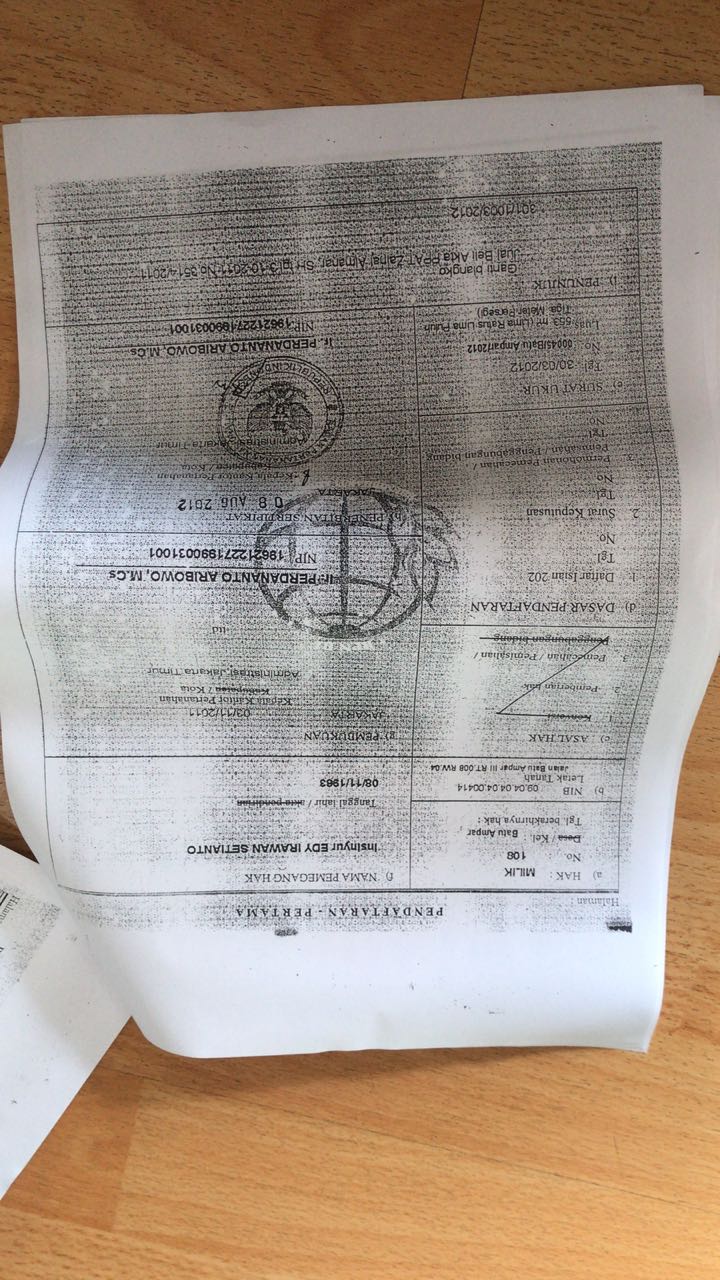 Halaman :
PENDAFTARAN - PERTAMA
a) HAK : MILIK
No. 108
Desa / Kel : Batu Ampar
Tgl. berakhirnya hak :
b) NIB 09.04.04.04.00414
Letak Tanah
Jalan Batu Ampar III RT.008 RW.04
c) ASAL HAK
1. Konversi
2. Pemberian hak
3. Pemecahan / Pemisahan /
Penggabungan bidang
d) DASAR PENDAFTARAN
1. Daftar Isian 202
Tgl
No
2. Surat Keputusan
Tgl
No
3. Permohonan Pemecahan /
Pemisahan / Penggabungan bidang
Tgl
No
e) SURAT UKUR
Tgl. 30/03/2012
No. 00045/Batu Ampar/2012
Luas 553 m² (Lima Ratus Lima Puluh
Tiga Meter Persegi)
f) NAMA PEMEGANG HAK
Insinyur EDY IRAWAN SETIANTO
Tanggal lahir / akta pendirian
08/11/1963
g) PEMBUKUAN
JAKARTA 03/11/2011
Kepala Kantor Pertanahan
Kabupaten / Kota
Administrasi Jakarta Timur
ttd
Ir. PERDANANTO ARIBOWO, M.Cs
NIP. 196212271990031001
PENERBITAN SERTIPIKAT
JAKARTA 08 AUG 2012
Kepala Kantor Pertanahan
Kabupaten / Kota
Administrasi Jakarta Timur
Ir. PERDANANTO ARIBOWO, M.Cs
NIP. 196212271990031001
i) PENUNJUK
Ganti blangko
Jual Beli Akta PPAT Zainal Almanar, SH tgl 3-10-2011 No 351
301/1003/2012